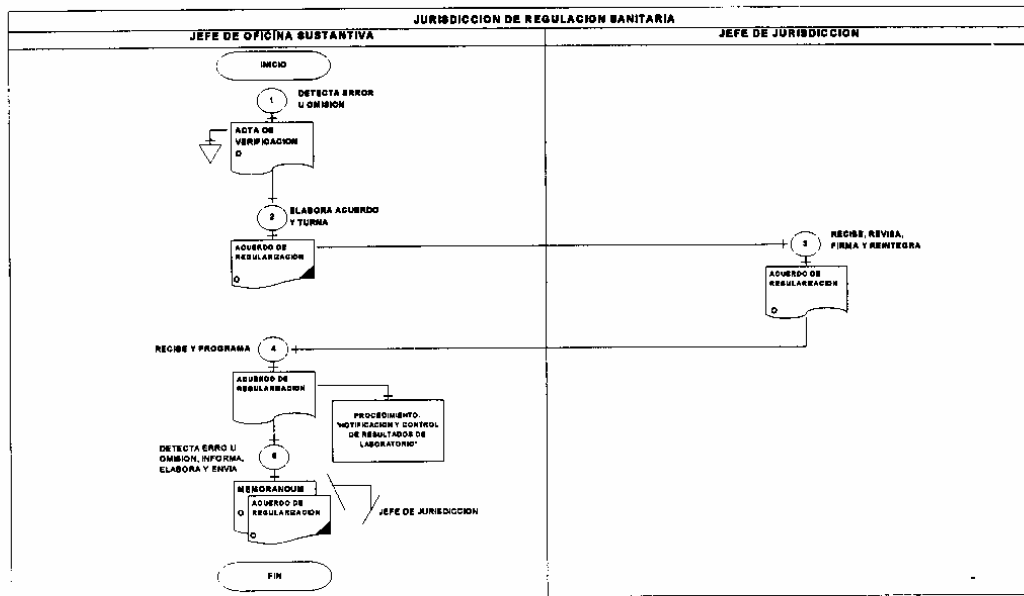 JURISDICCION DE REGULACION SANITARIA
JEFE DE OFICINA SUSTANTIVA
JEFE DE JURISDICCION
INICIO
1
DETECTA ERROR
U OMISION
ACTA DE
VERIFICACION
O
2
ELABORA ACUERDO
Y TURNA
ACUERDO DE
REGULARIZACION
O
3
RECIBE, REVISA,
FIRMA Y REINTEGRA
ACUERDO DE
REGULARIZACION
O
RECIBE Y PROGRAMA
4
ACUERDO DE
REGULARIZACION
PROCEDIMIENTO:
"NOTIFICACION Y CONTROL
DE RESULTADOS DE
LABORATORIO"
DETECTA ERRO U
OMISION, INFORMA,
ELABORA Y ENVIA
5
MEMORANDUM
O
ACUERDO DE
REGULARIZACION
O
JEFE DE JURISDICCION
FIN